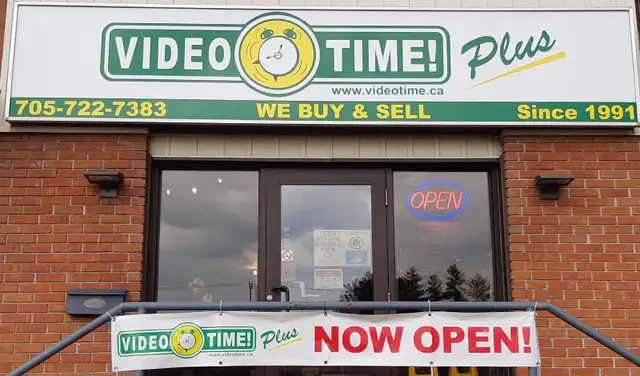 VIDEO TIME! Plus
www.videotime.ca
705-722-7383 WE BUY & SELL Since 1991
OPEN
VIDEO TIME! Plus NOW OPEN!
www.videotime.ca